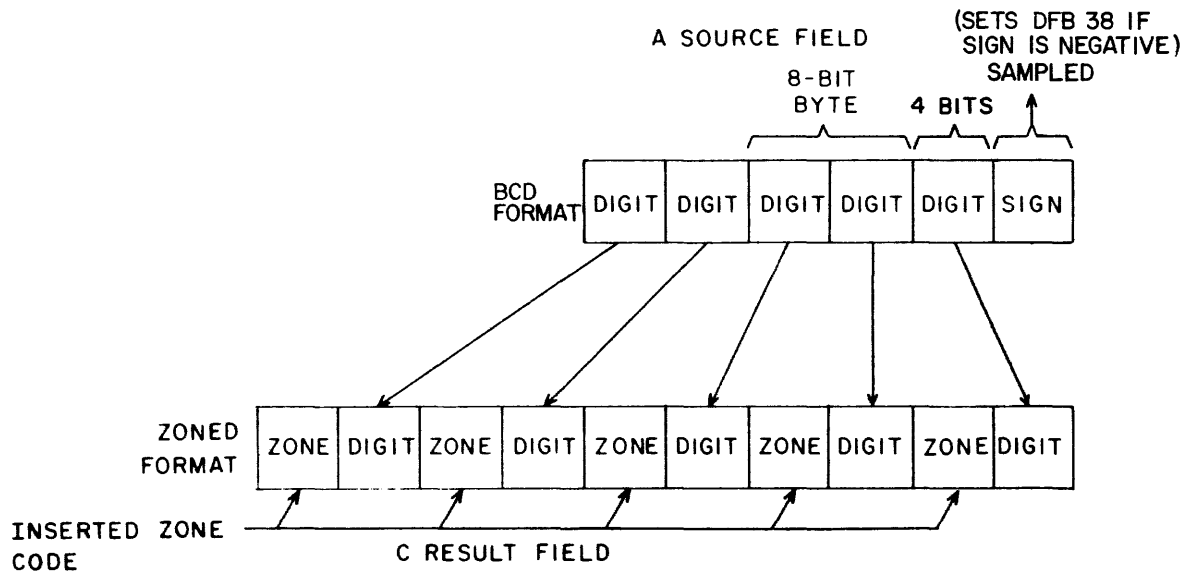 A SOURCE FIELD
(SETS DFB 38 IF
SIGN IS NEGATIVE)
SAMPLED
8-BIT
BYTE
4 BITS
BCD
FORMAT
DIGIT DIGIT DIGIT DIGIT DIGIT SIGN
ZONED
FORMAT
ZONE DIGIT ZONE DIGIT ZONE DIGIT ZONE DIGIT ZONE DIGIT
INSERTED ZONE
CODE
C RESULT FIELD